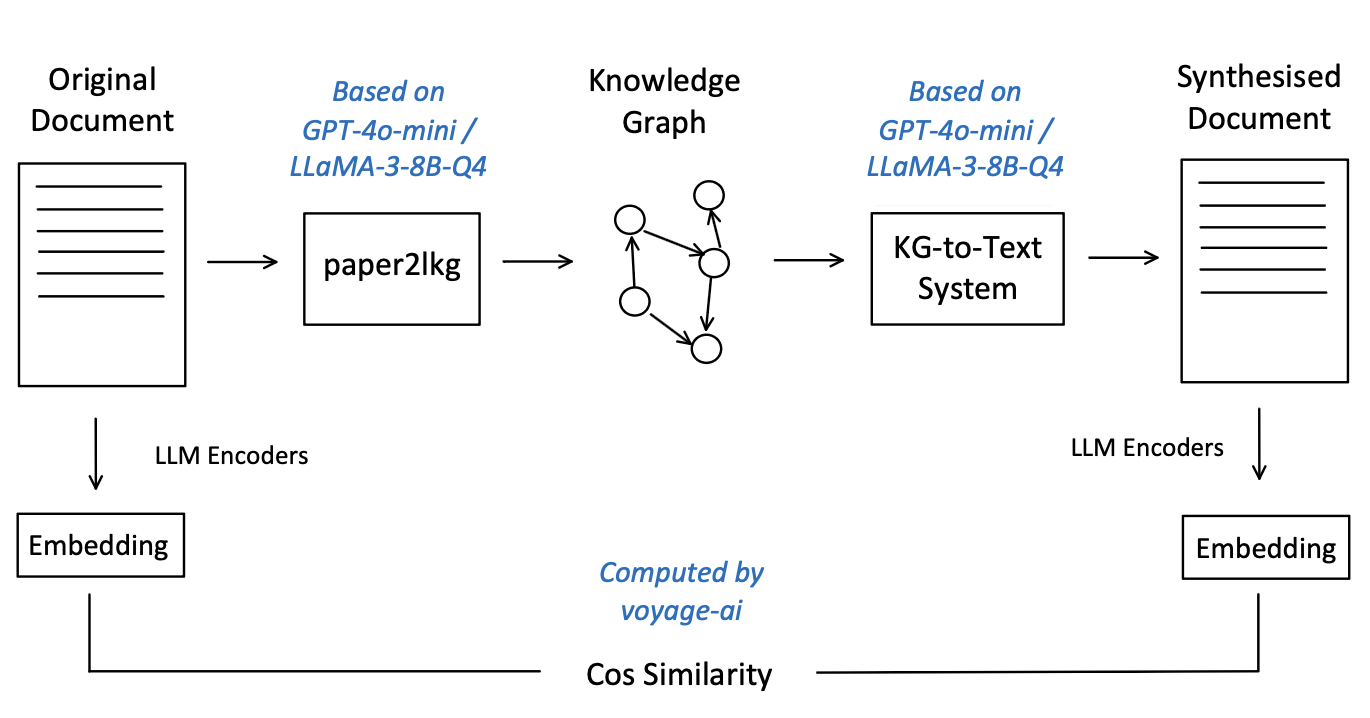 Original
Document
Based on
GPT-4o-mini /
LLaMA-3-8B-Q4
Knowledge
Graph
Based on
GPT-4o-mini /
LLaMA-3-8B-Q4
Synthesised
Document
paper2lkg
KG-to-Text
System
LLM Encoders
LLM Encoders
Embedding
Embedding
Computed by
voyage-ai
Cos Similarity